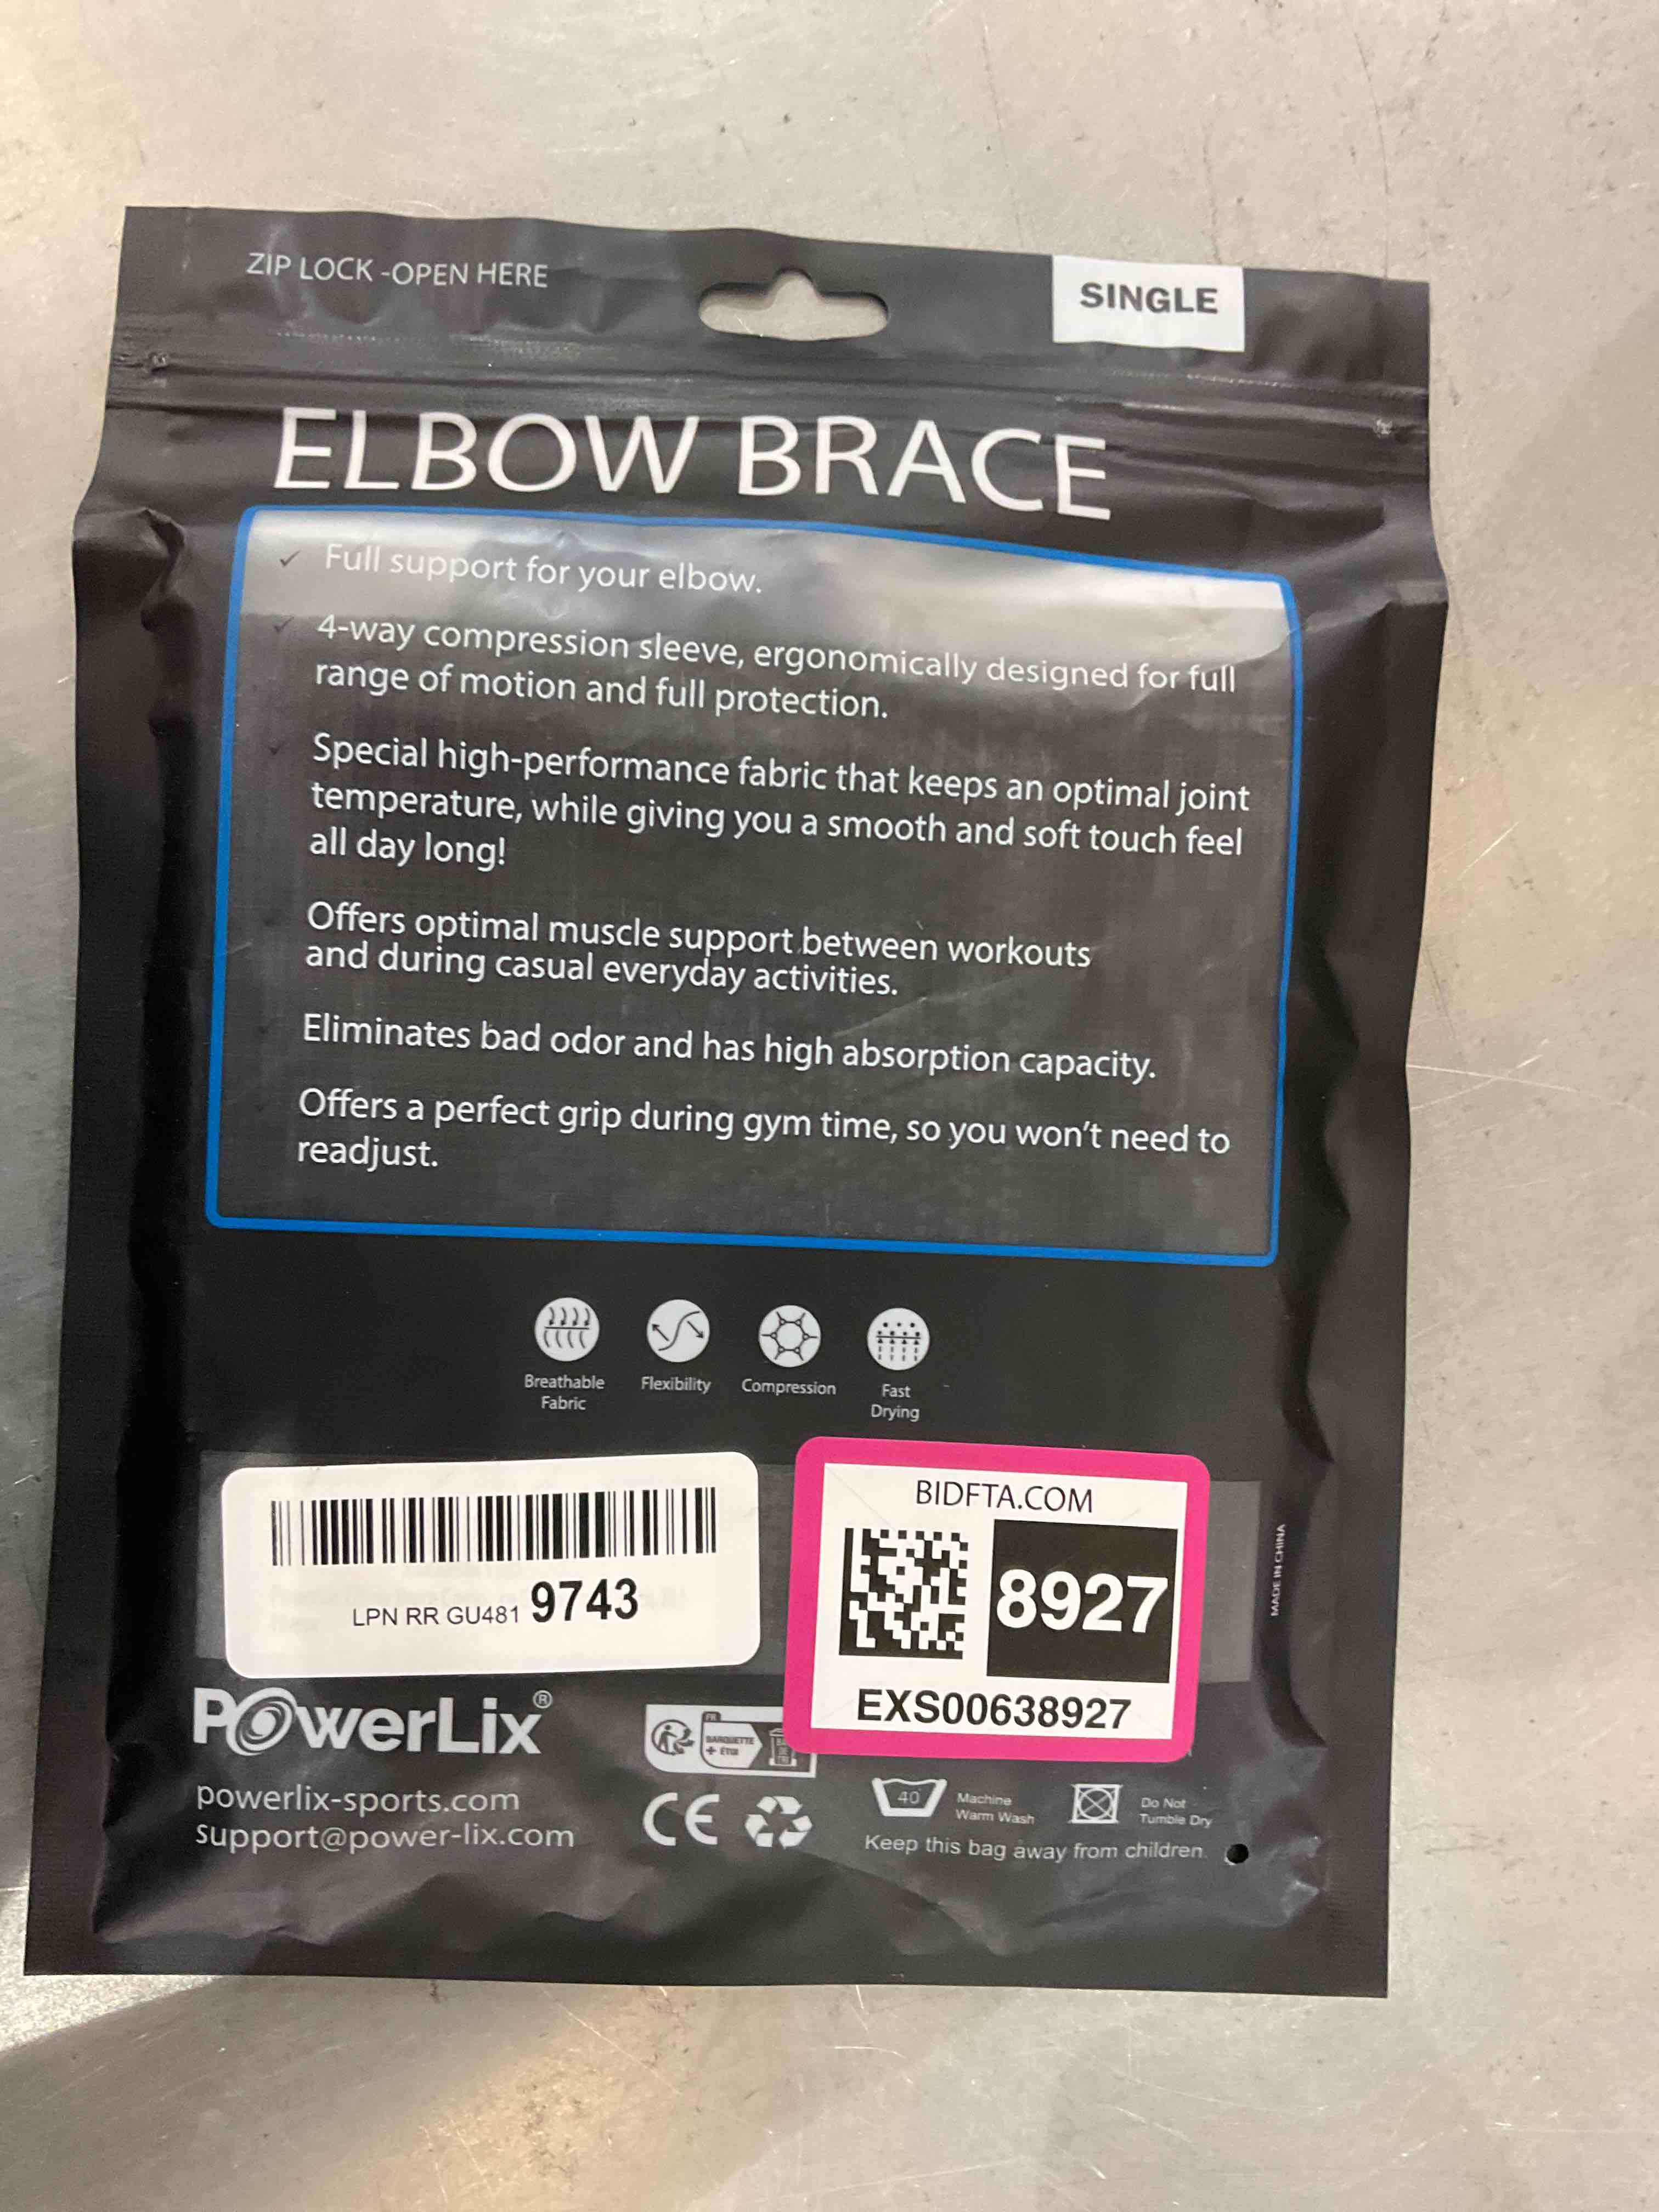 ZIP LOCK -OPEN HERE
SINGLE
ELBOW BRACE
Full support for your elbow.
4-way compression sleeve, ergonomically designed for full
range of motion and full protection.
Special high-performance fabric that keeps an optimal joint
temperature, while giving you a smooth and soft touch feel
all day long!
Offers optimal muscle support between workouts
and during casual everyday activities.
Eliminates bad odor and has high absorption capacity.
Offers a perfect grip during gym time, so you won't need to
readjust.
Breathable
Fabric
Flexibility
Compression
Fast
Drying
LPN RR GU481 9743
BIDFTA.COM
8927
EXS00638927
MADE IN CHINA
PowerLix®
powerlix-sports.com
support@power-lix.com
FR
BARQUETTE
+ ÉTUI
CE
40
Machine
Warm Wash
Do Not
Tumble Dry
Keep this bag away from children.